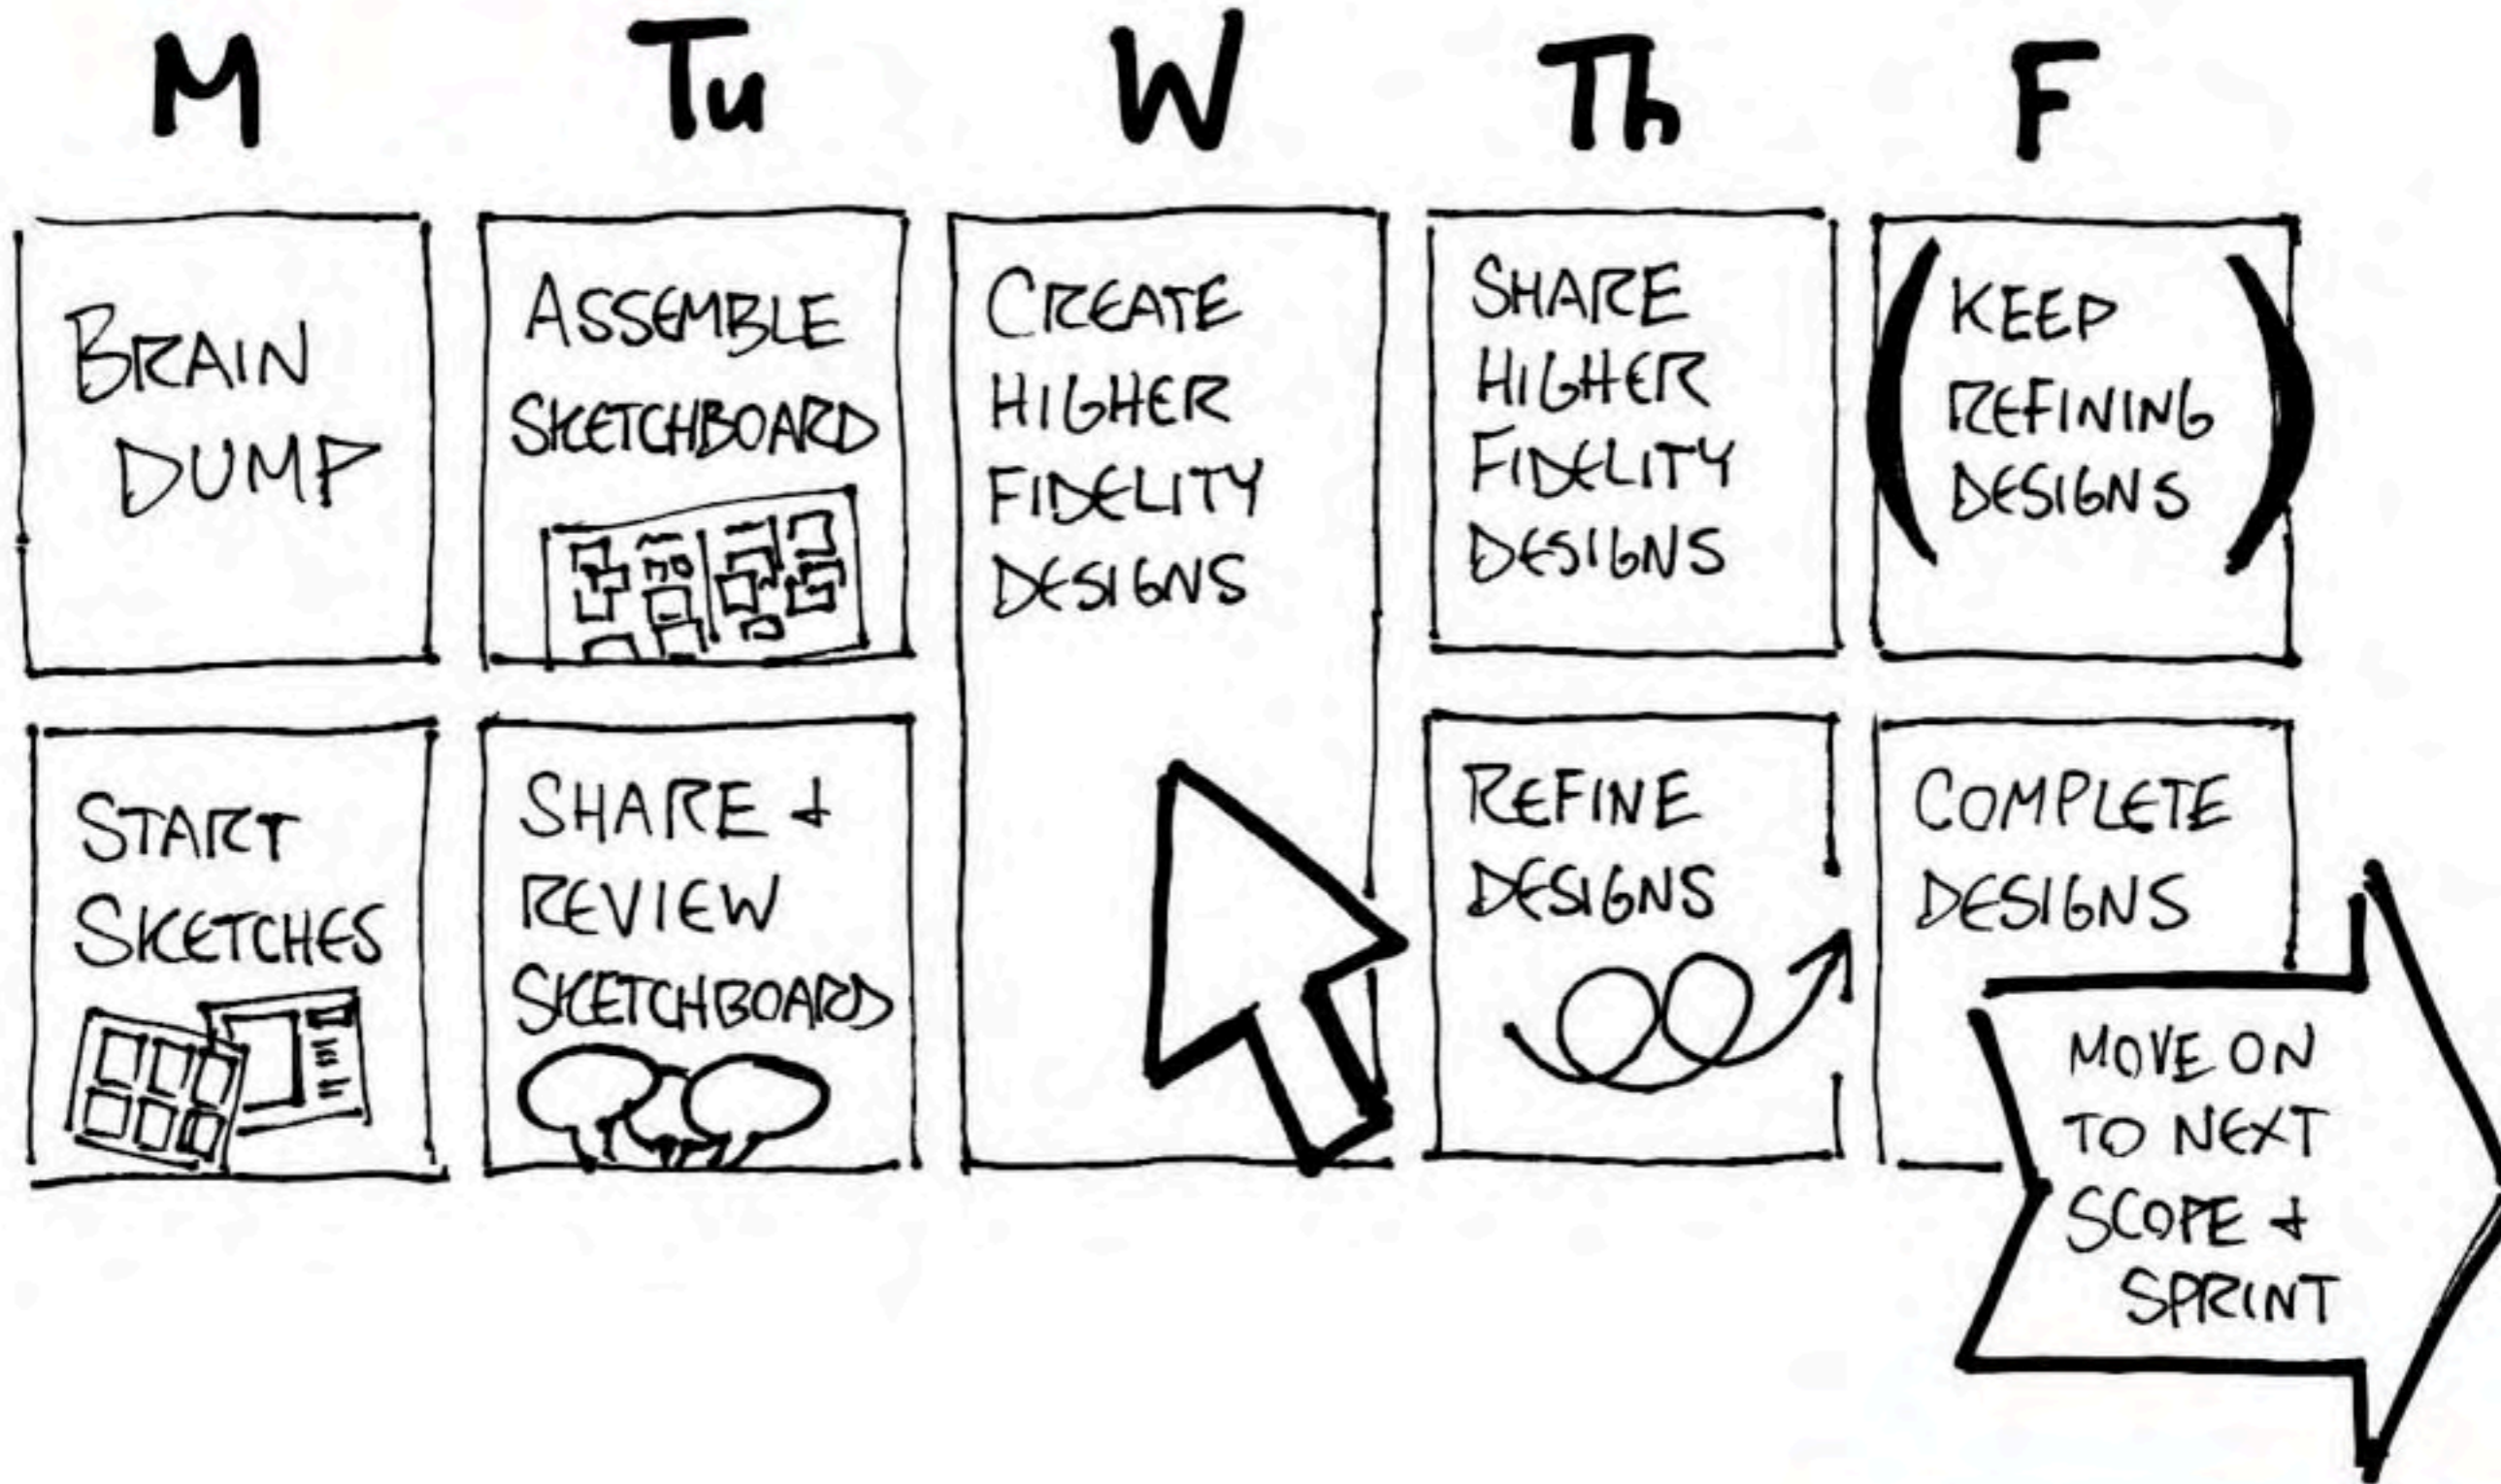 M
Tu
W
Th
F
BRAIN
DUMP
START
SKETCHES
ASSEMBLE
SKETCHBOARD
SHARE +
REVIEW
SKETCHBOARD
CREATE
HIGHER
FIDELITY
DESIGNS
SHARE
HIGHER
FIDELITY
DESIGNS
REFINE
DESIGNS
( KEEP
REFINING
DESIGNS )
COMPLETE
DESIGNS
MOVE ON
TO NEXT
SCOPE +
SPRINT